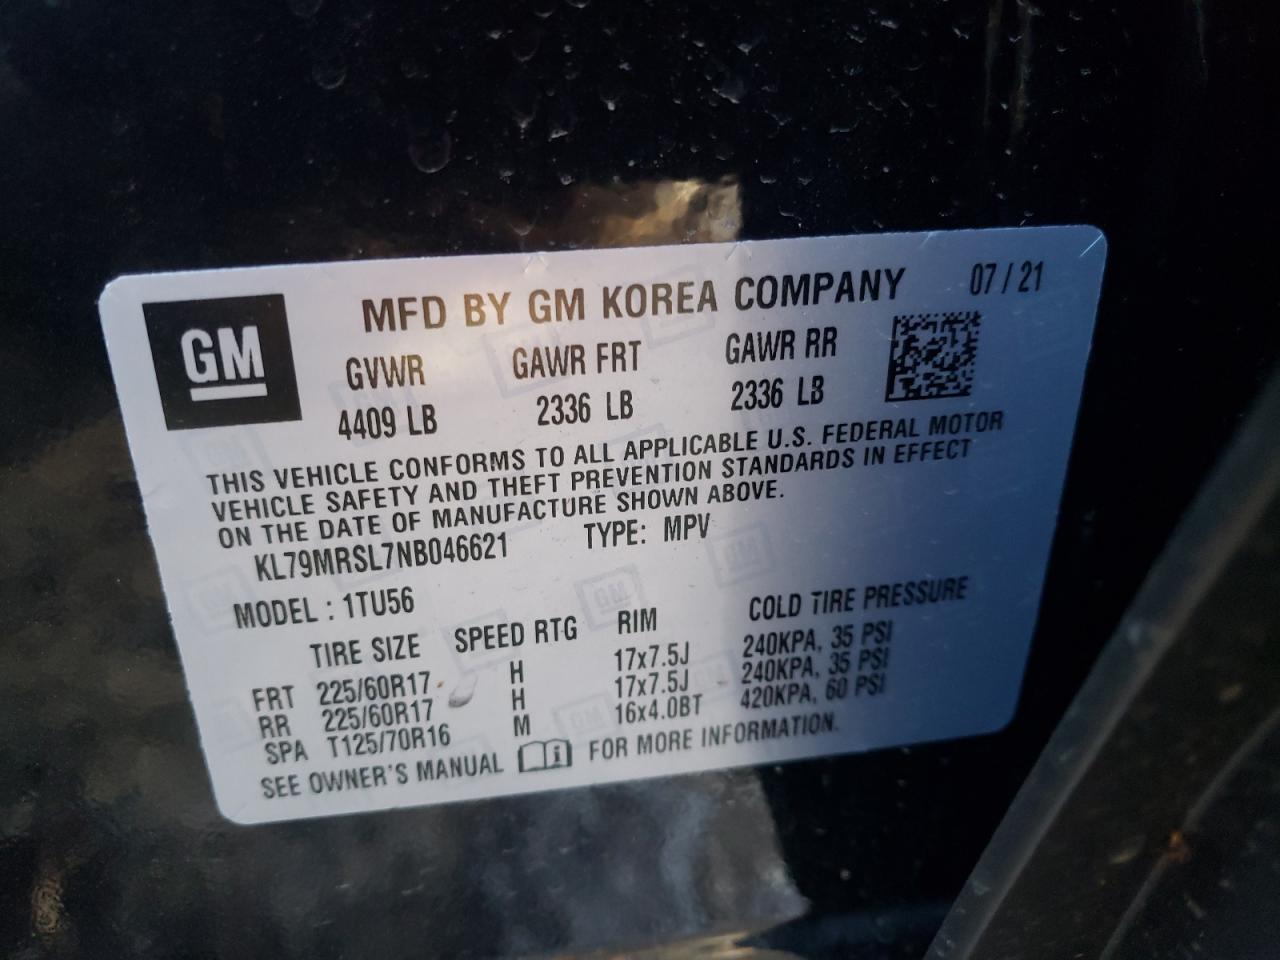 GM
MFD BY GM KOREA COMPANY 07/21
GVWR GAWR FRT GAWR RR
4409 LB 2336 LB 2336 LB
THIS VEHICLE CONFORMS TO ALL APPLICABLE U.S. FEDERAL MOTOR
VEHICLE SAFETY AND THEFT PREVENTION STANDARDS IN EFFECT
ON THE DATE OF MANUFACTURE SHOWN ABOVE.
KL79MRSL7NB046621 TYPE: MPV
MODEL : 1TU56
TIRE SIZE SPEED RTG RIM COLD TIRE PRESSURE
FRT 225/60R17 H 17x7.5J 240KPA, 35 PSI
RR 225/60R17 H 17x7.5J 240KPA, 35 PSI
SPA T125/70R16 M 16x4.0BT 420KPA, 60 PSI
SEE OWNER'S MANUAL FOR MORE INFORMATION.